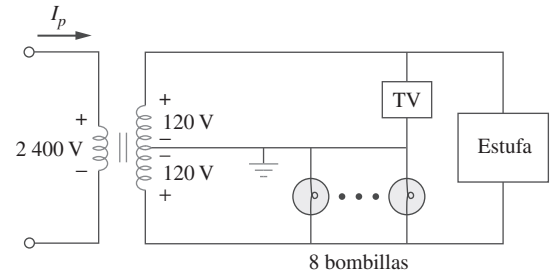 I_p
+
2 400 V
−
+
120 V
−
−
120 V
+
TV
Estufa
8 bombillas